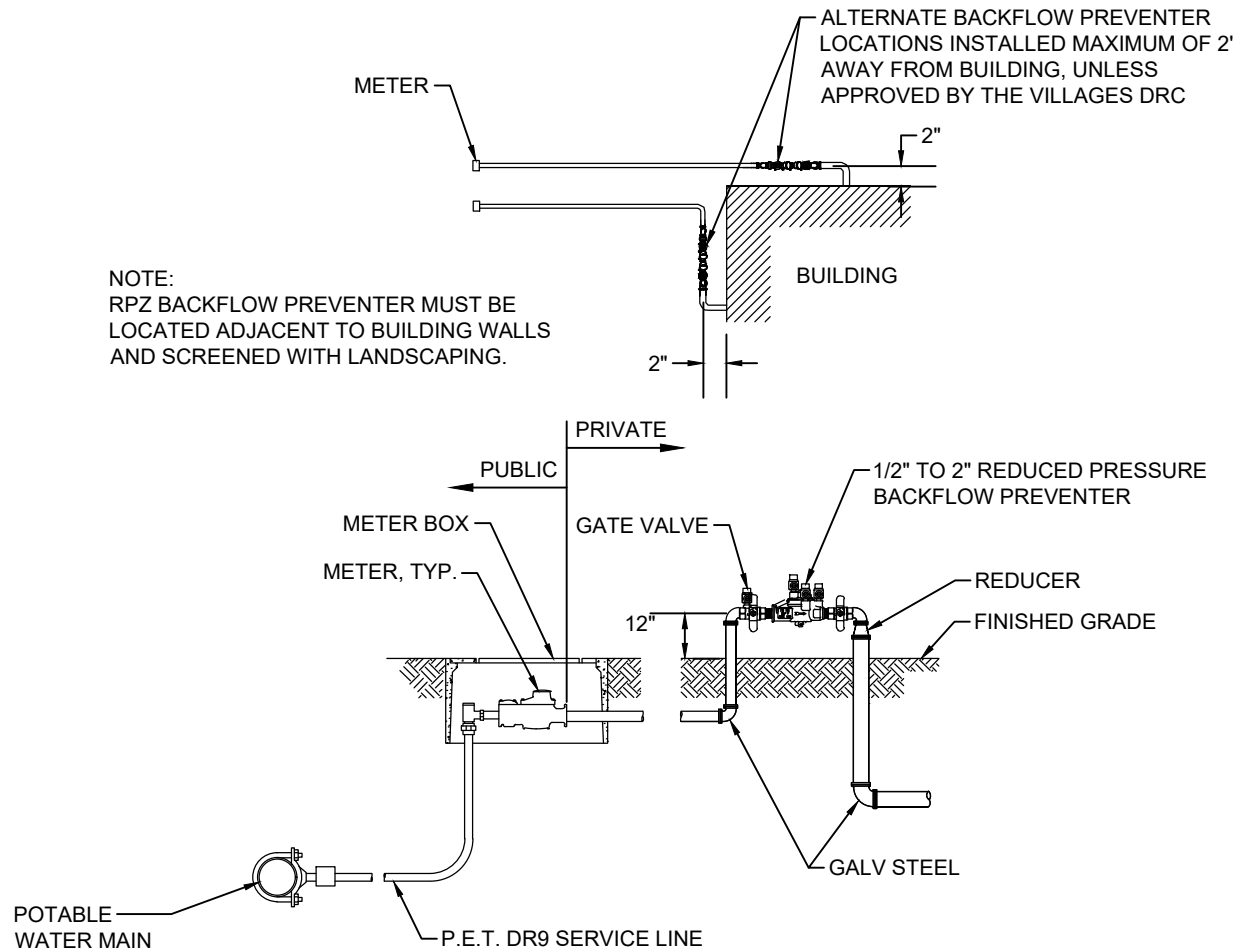 ALTERNATE BACKFLOW PREVENTER
LOCATIONS INSTALLED MAXIMUM OF 2'
AWAY FROM BUILDING, UNLESS
APPROVED BY THE VILLAGES DRC
METER
2"
BUILDING
NOTE:
RPZ BACKFLOW PREVENTER MUST BE
LOCATED ADJACENT TO BUILDING WALLS
AND SCREENED WITH LANDSCAPING.
2"
PRIVATE
PUBLIC
1/2" TO 2" REDUCED PRESSURE
BACKFLOW PREVENTER
METER BOX
GATE VALVE
METER, TYP.
REDUCER
12"
FINISHED GRADE
GALV STEEL
POTABLE
WATER MAIN
P.E.T. DR9 SERVICE LINE